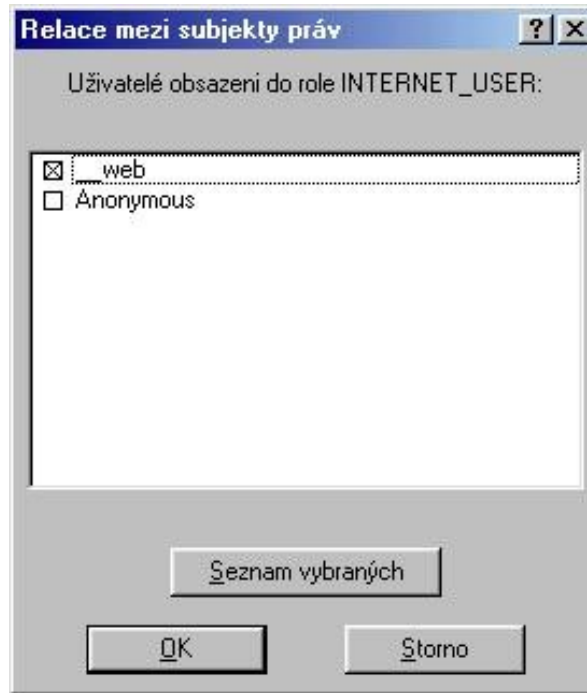 Relace mezi subjekty práv
Uživatelé obsazeni do role INTERNET_USER:
__web
Anonymous
Seznam vybraných
OK
Storno